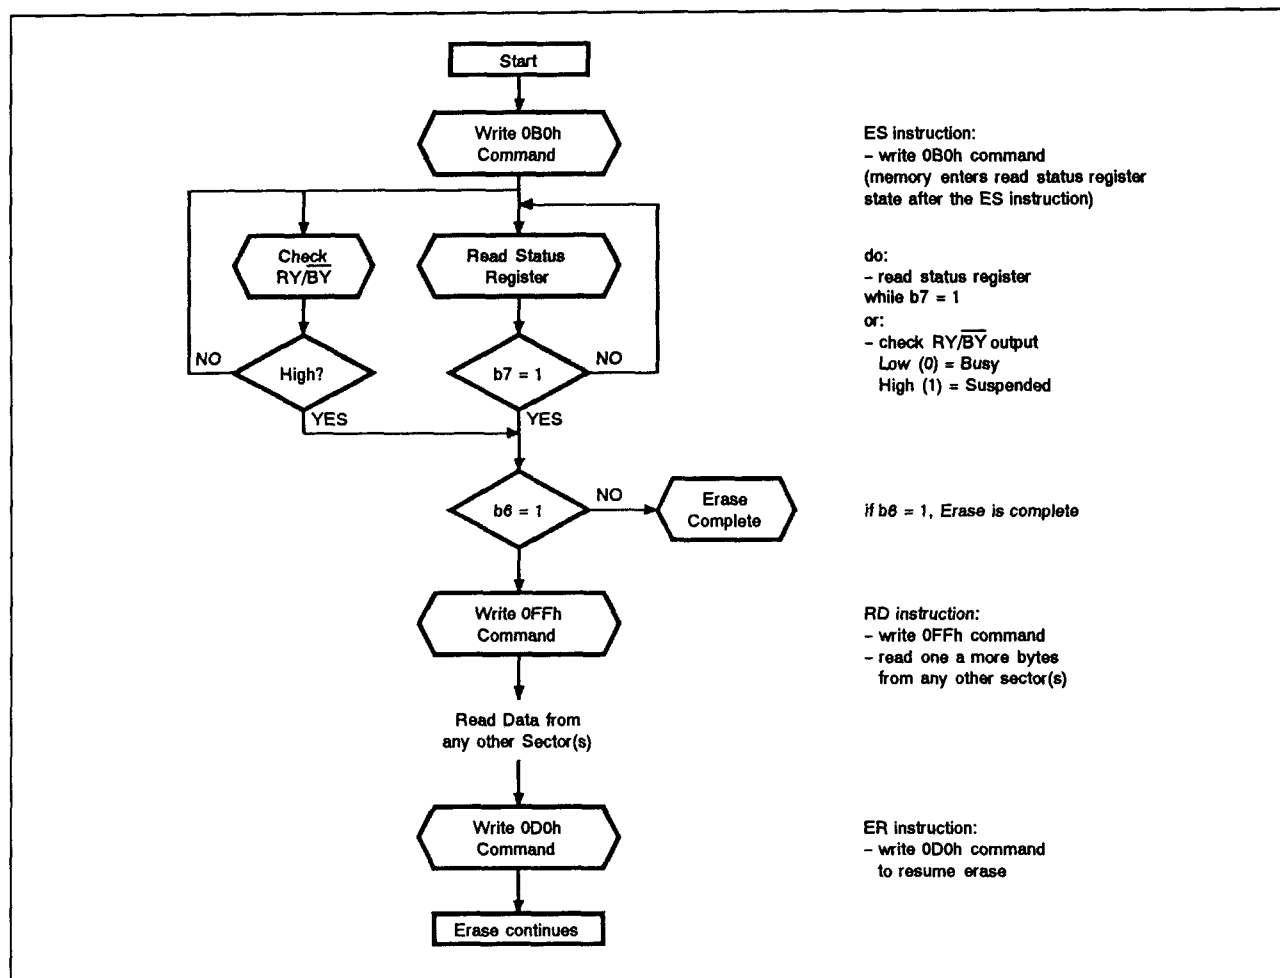 Start
Write 0B0h
Command
ES instruction:
– write 0B0h command
(memory enters read status register
state after the ES instruction)
Check
RY/B̅Y̅
Read Status
Register
do:
– read status register
while b7 = 1
or:
– check RY/B̅Y̅ output
Low (0) = Busy
High (1) = Suspended
NO
High?
b7 = 1
NO
YES
YES
b6 = 1
NO
Erase
Complete
if b6 = 1, Erase is complete
Write 0FFh
Command
RD instruction:
– write 0FFh command
– read one a more bytes
from any other sector(s)
Read Data from
any other Sector(s)
Write 0D0h
Command
ER instruction:
– write 0D0h command
to resume erase
Erase continues